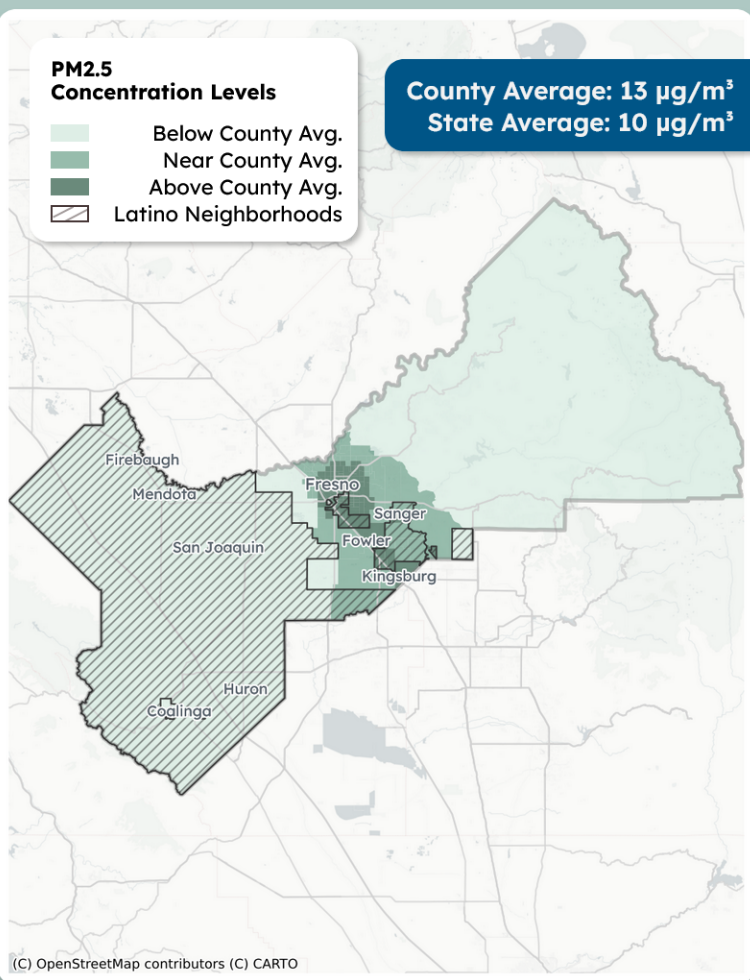 PM2.5
Concentration Levels
Below County Avg.
Near County Avg.
Above County Avg.
Latino Neighborhoods
County Average: 13 µg/m³
State Average: 10 µg/m³
Firebaugh
Mendota
Fresno
Sanger
San Joaquin
Fowler
Kingsburg
Huron
Coalinga
(C) OpenStreetMap contributors (C) CARTO